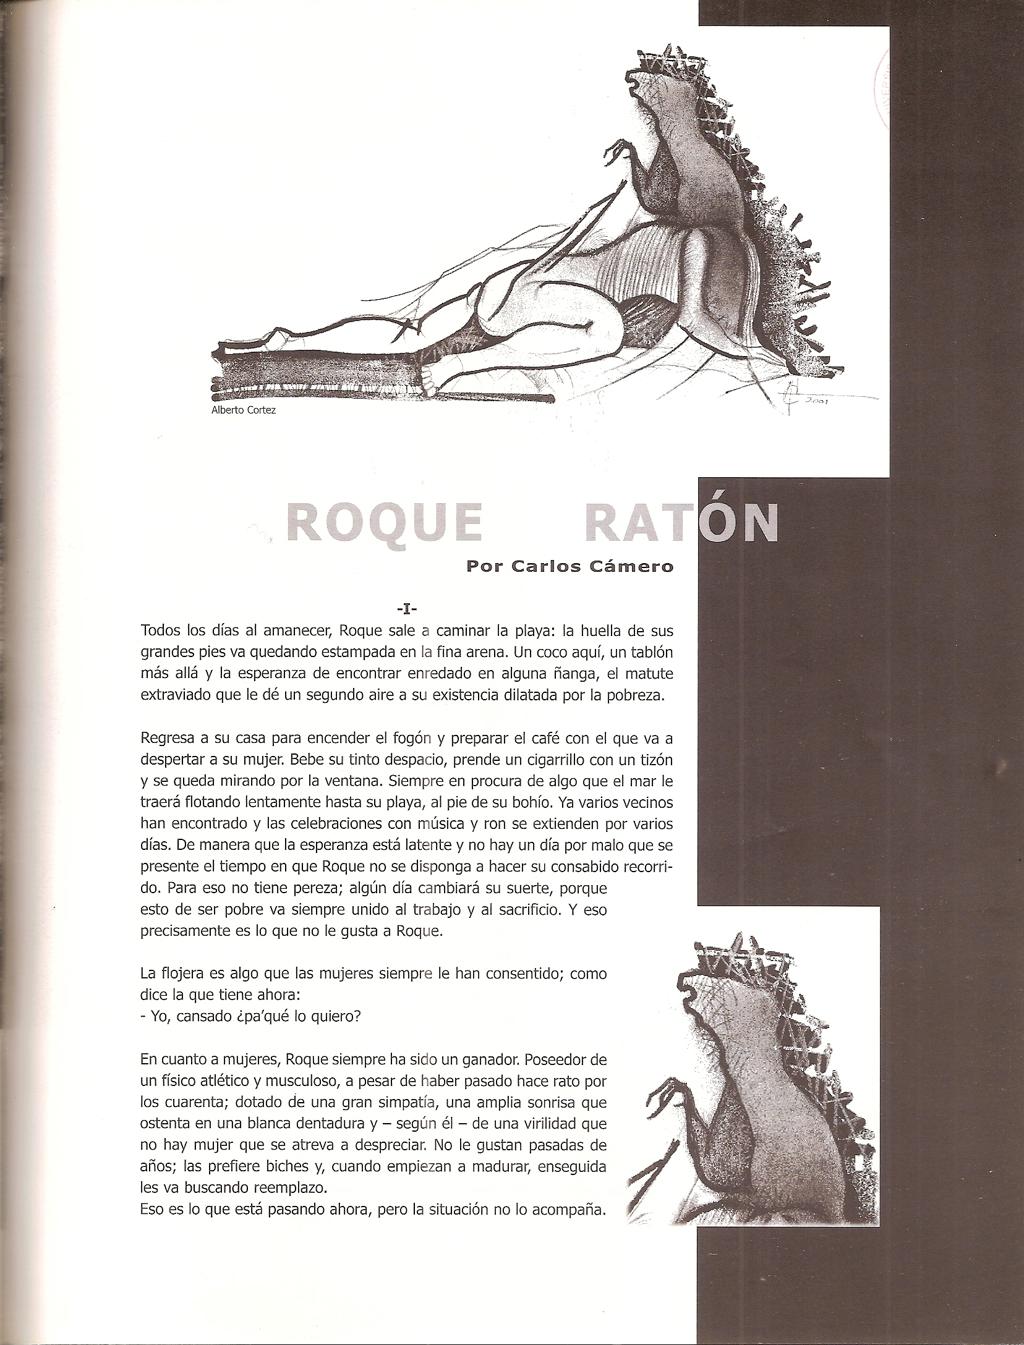 2001
Alberto Cortez
ROQUE RATÓN
Por Carlos Cámero
-I-
Todos los días al amanecer, Roque sale a caminar la playa: la huella de sus
grandes pies va quedando estampada en la fina arena. Un coco aquí, un tablón
más allá y la esperanza de encontrar enredado en alguna ñanga, el matute
extraviado que le dé un segundo aire a su existencia dilatada por la pobreza.
Regresa a su casa para encender el fogón y preparar el café con el que va a
despertar a su mujer. Bebe su tinto despacio, prende un cigarrillo con un tizón
y se queda mirando por la ventana. Siempre en procura de algo que el mar le
traerá flotando lentamente hasta su playa, al pie de su bohío. Ya varios vecinos
han encontrado y las celebraciones con música y ron se extienden por varios
días. De manera que la esperanza está latente y no hay un día por malo que se
presente el tiempo en que Roque no se disponga a hacer su consabido recorri-
do. Para eso no tiene pereza; algún día cambiará su suerte, porque
esto de ser pobre va siempre unido al trabajo y al sacrificio. Y eso
precisamente es lo que no le gusta a Roque.
La flojera es algo que las mujeres siempre le han consentido; como
dice la que tiene ahora:
- Yo, cansado ¿pa'qué lo quiero?
En cuanto a mujeres, Roque siempre ha sido un ganador. Poseedor de
un físico atlético y musculoso, a pesar de haber pasado hace rato por
los cuarenta; dotado de una gran simpatía, una amplia sonrisa que
ostenta en una blanca dentadura y – según él – de una virilidad que
no hay mujer que se atreva a despreciar. No le gustan pasadas de
años; las prefiere biches y, cuando empiezan a madurar, enseguida
les va buscando reemplazo.
Eso es lo que está pasando ahora, pero la situación no lo acompaña.